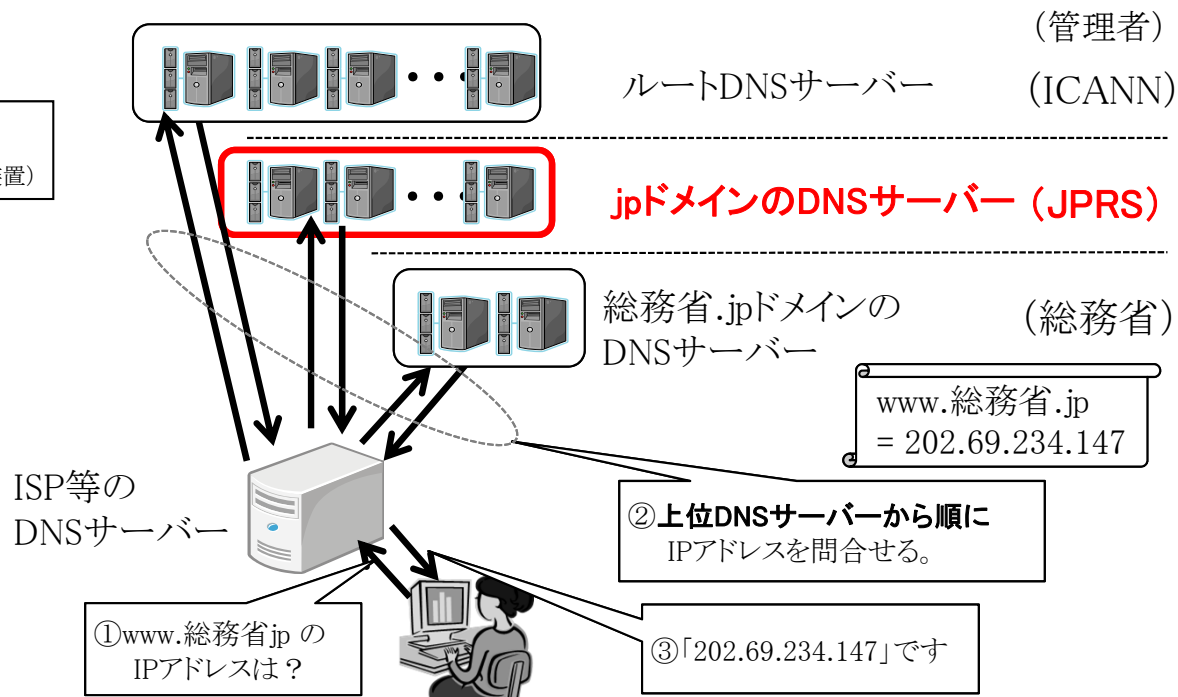 （管理者）
ルートDNSサーバー （ICANN）
置）
jpドメインのDNSサーバー （JPRS）
総務省.jpドメインの
DNSサーバー
（総務省）
www.総務省.jp
= 202.69.234.147
ISP等の
DNSサーバー
②上位DNSサーバーから順に
IPアドレスを問合せる。
①www.総務省jp の
IPアドレスは？
③「202.69.234.147」です